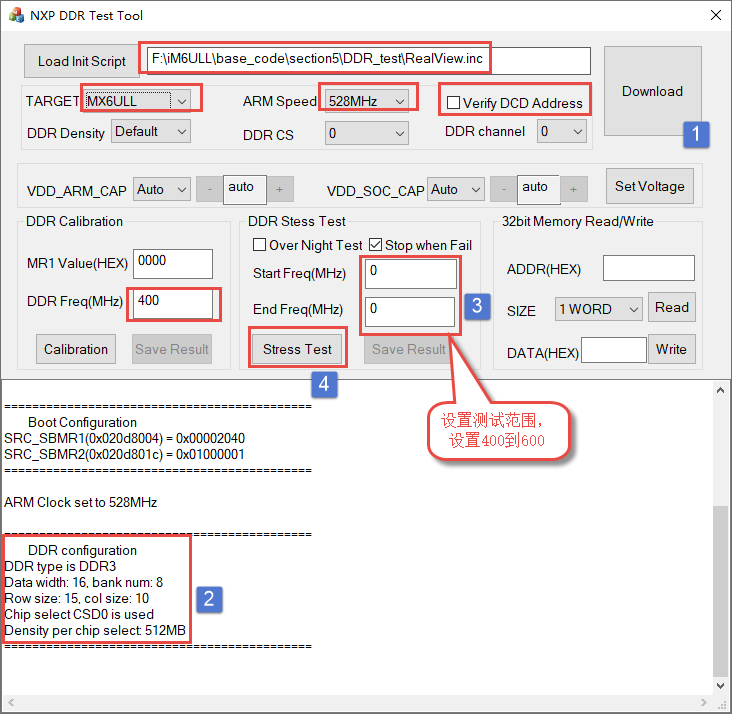 NXP DDR Test Tool
Load Init Script
F:\iM6ULL\base_code\section5\DDR_test\RealView.inc
Download
TARGET
MX6ULL
ARM Speed
528MHz
Verify DCD Address
DDR Density
Default
DDR CS
0
DDR channel
0
1
VDD_ARM_CAP
Auto
-
auto
+
VDD_SOC_CAP
Auto
-
auto
+
Set Voltage
DDR Calibration
MR1 Value(HEX)
0000
DDR Freq(MHz)
400
Calibration
Save Result
DDR Stess Test
Over Night Test
Stop when Fail
Start Freq(MHz)
0
End Freq(MHz)
0
3
Stress Test
Save Result
4
32bit Memory Read/Write
ADDR(HEX)
SIZE
1 WORD
Read
DATA(HEX)
Write
设置测试范围，
设置400到600
============================================
Boot Configuration
SRC_SBMR1(0x020d8004) = 0x00002040
SRC_SBMR2(0x020d801c) = 0x01000001
============================================
ARM Clock set to 528MHz
============================================
DDR configuration
DDR type is DDR3
Data width: 16, bank num: 8
Row size: 15, col size: 10
Chip select CSD0 is used
Density per chip select: 512MB
============================================
2